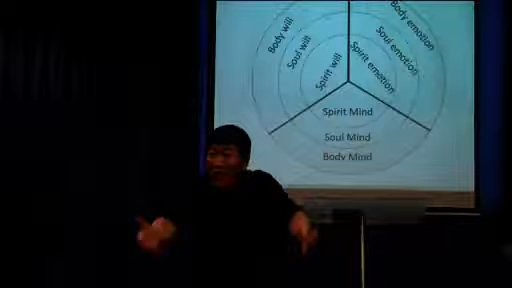 Body will
Soul will
Spirit will
Body emotion
Soul emotion
Spirit emotion
Spirit Mind
Soul Mind
Body Mind